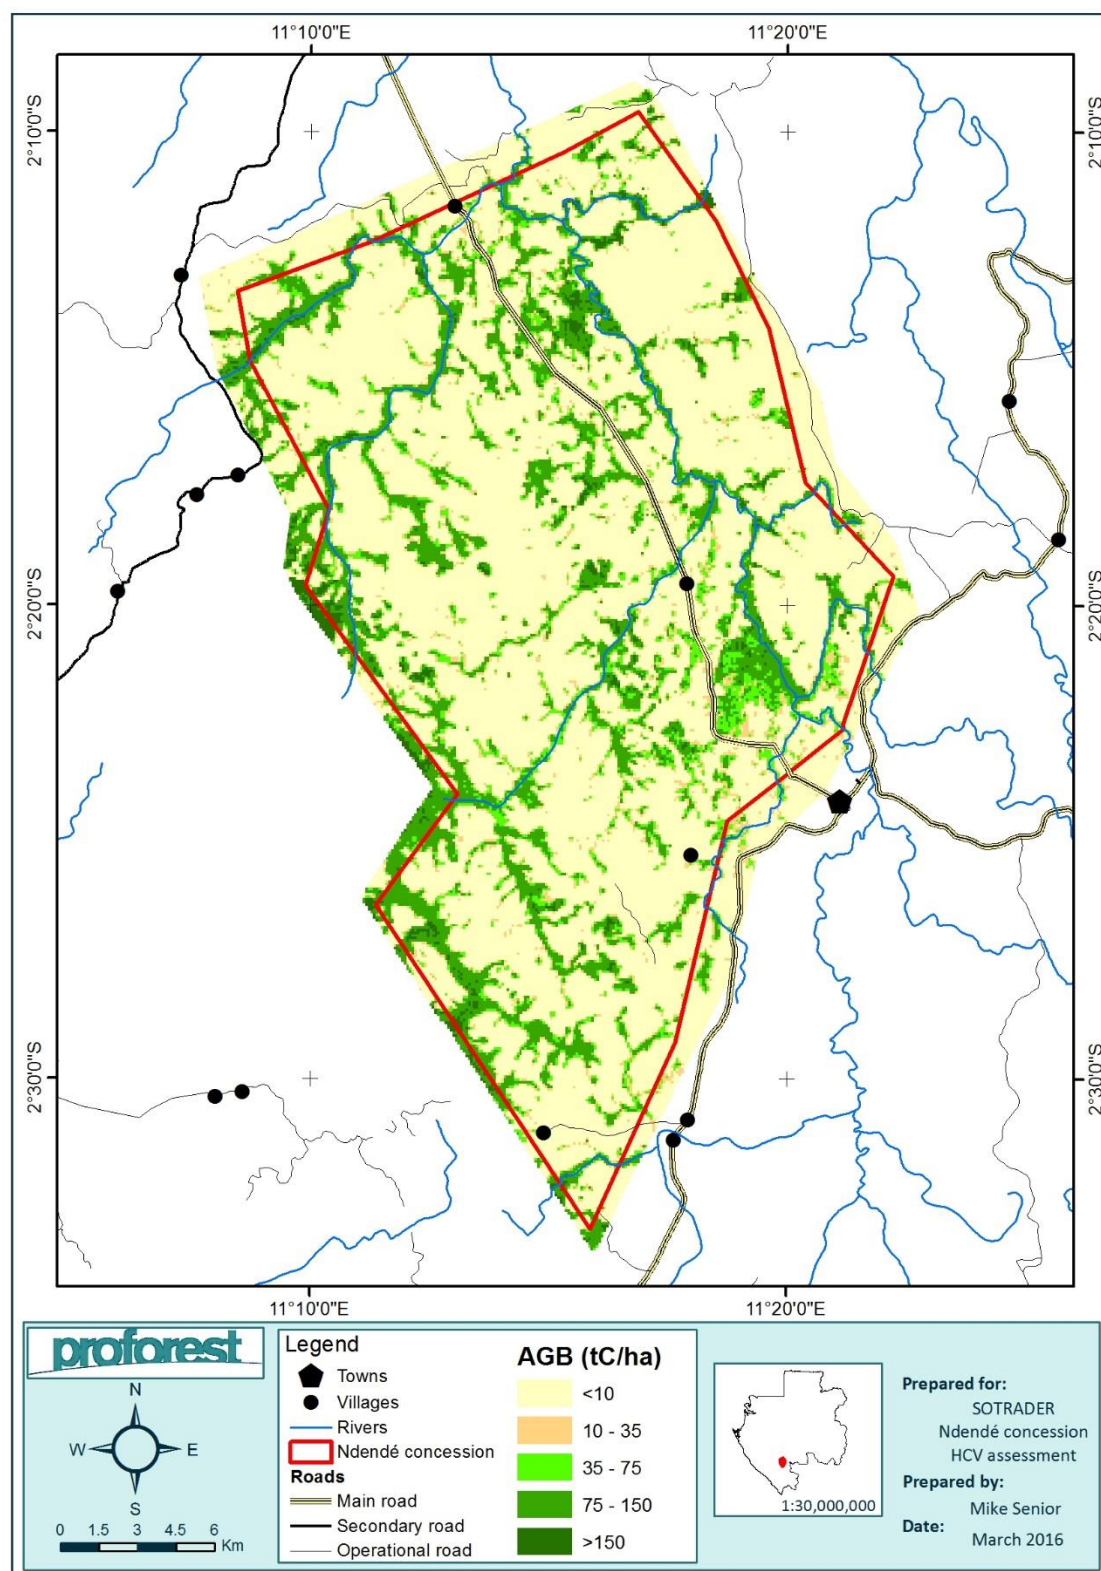 11°10'0"E 11°20'0"E
2°10'0"S 2°10'0"S
2°20'0"S 2°20'0"S
2°30'0"S 2°30'0"S
11°10'0"E 11°20'0"E
proforest
N
W E
S
0 1.5 3 4.5 6
Km
Legend
Towns
Villages
Rivers
Ndendé concession
Roads
Main road
Secondary road
Operational road
AGB (tC/ha)
<10
10 - 35
35 - 75
75 - 150
>150
1:30,000,000
Prepared for:
SOTRADER
Ndendé concession
HCV assessment
Prepared by:
Mike Senior
Date:
March 2016